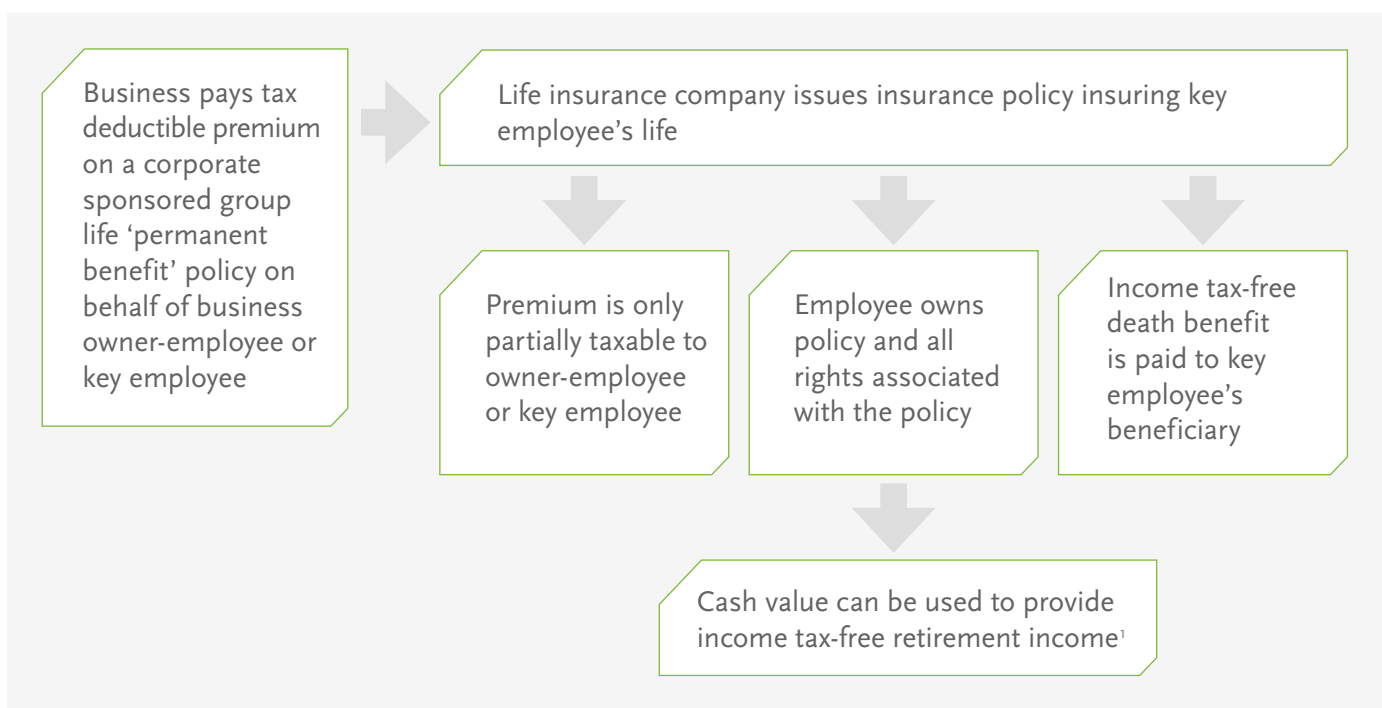 Business pays tax
deductible premium
on a corporate
sponsored group
life ‘permanent
benefit’ policy on
behalf of business
owner-employee or
key employee
Life insurance company issues insurance policy insuring key
employee’s life
Premium is only
partially taxable to
owner-employee
or key employee
Employee owns
policy and all
rights associated
with the policy
Income tax-free
death benefit
is paid to key
employee’s
beneficiary
Cash value can be used to provide
income tax-free retirement income¹